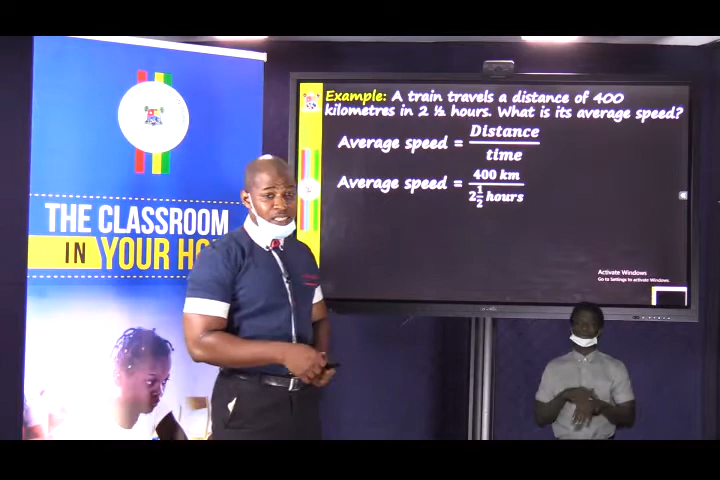 Example: A train travels a distance of 400
kilometres in 2 ½ hours. What is its average speed?
Average speed = Distance / time
Average speed = 400 km / 2 1/2 hours
Activate Windows
Go to Settings to activate Windows.
THE CLASSROOM
IN YOUR HO